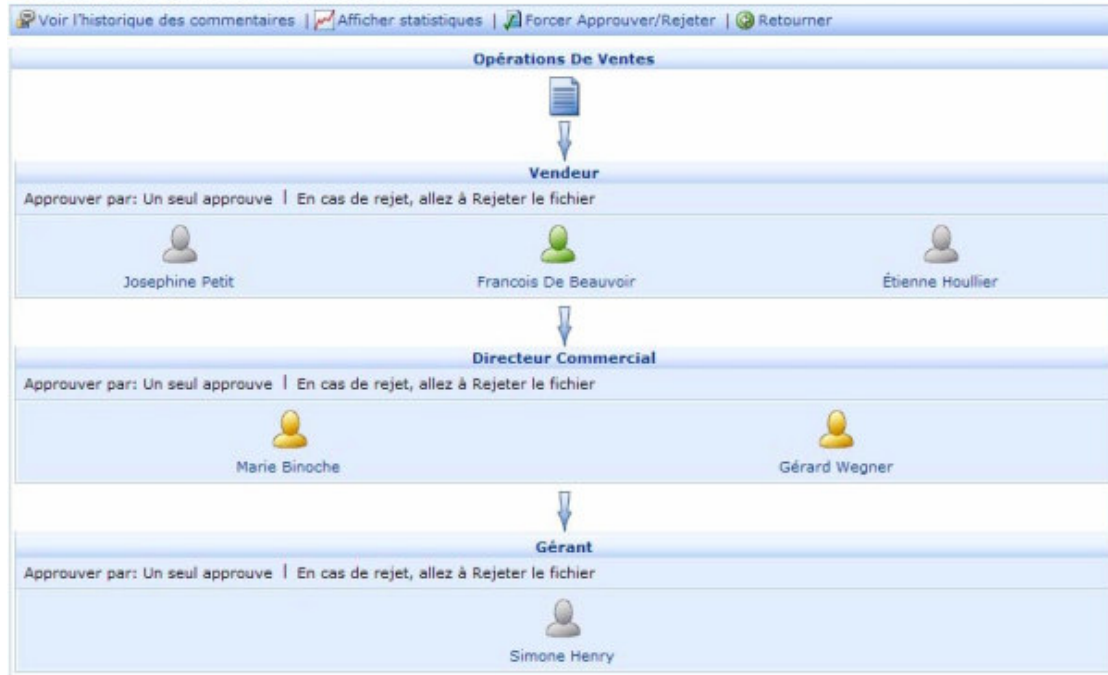 Voir l'historique des commentaires | Afficher statistiques | Forcer Approuver/Rejeter | Retourner
Opérations De Ventes
Vendeur
Approuver par: Un seul approuve | En cas de rejet, allez à Rejeter le fichier
Josephine Petit Francois De Beauvoir Étienne Houllier
Directeur Commercial
Approuver par: Un seul approuve | En cas de rejet, allez à Rejeter le fichier
Marie Binoche Gérard Wegner
Gérant
Approuver par: Un seul approuve | En cas de rejet, allez à Rejeter le fichier
Simone Henry